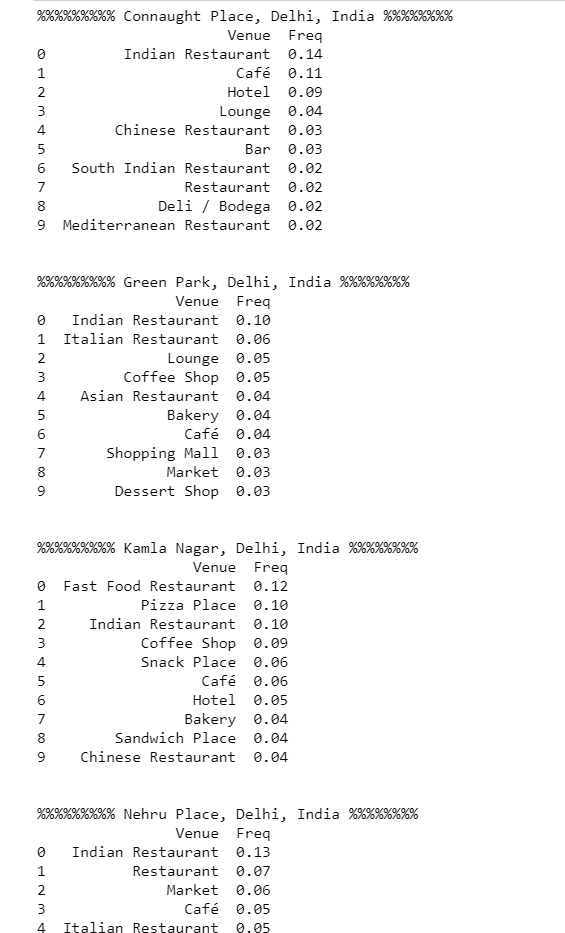 %%%%%%%%% Connaught Place, Delhi, India %%%%%%%%
Venue Freq
0 Indian Restaurant 0.14
1 Café 0.11
2 Hotel 0.09
3 Lounge 0.04
4 Chinese Restaurant 0.03
5 Bar 0.03
6 South Indian Restaurant 0.02
7 Restaurant 0.02
8 Deli / Bodega 0.02
9 Mediterranean Restaurant 0.02
%%%%%%%%% Green Park, Delhi, India %%%%%%%%
Venue Freq
0 Indian Restaurant 0.10
1 Italian Restaurant 0.06
2 Lounge 0.05
3 Coffee Shop 0.05
4 Asian Restaurant 0.04
5 Bakery 0.04
6 Café 0.04
7 Shopping Mall 0.03
8 Market 0.03
9 Dessert Shop 0.03
%%%%%%%%% Kamla Nagar, Delhi, India %%%%%%%%
Venue Freq
0 Fast Food Restaurant 0.12
1 Pizza Place 0.10
2 Indian Restaurant 0.10
3 Coffee Shop 0.09
4 Snack Place 0.06
5 Café 0.06
6 Hotel 0.05
7 Bakery 0.04
8 Sandwich Place 0.04
9 Chinese Restaurant 0.04
%%%%%%%%% Nehru Place, Delhi, India %%%%%%%%
Venue Freq
0 Indian Restaurant 0.13
1 Restaurant 0.07
2 Market 0.06
3 Café 0.05
4 Italian Restaurant 0.05